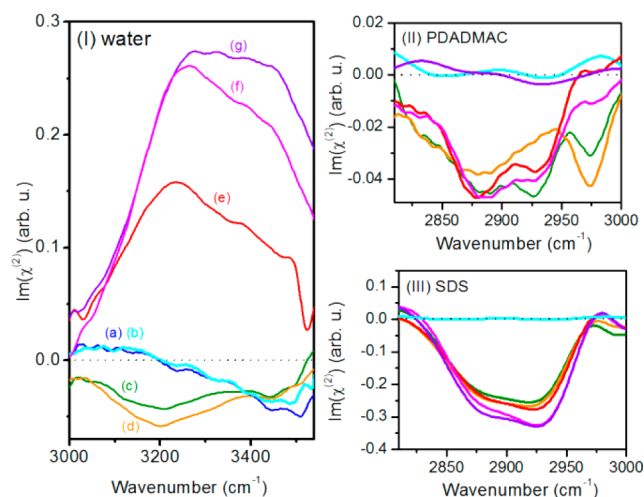 (I) water
Im(χ(2)) (arb. u.)
0.3
0.2
0.1
0.0
(g)
(f)
(e)
(a) (b)
(c)
(d)
3000 3200 3400
Wavenumber (cm-1)
(II) PDADMAC
Im(χ(2)) (arb. u.)
0.02
0.00
-0.02
-0.04
2850 2900 2950 3000
Wavenumber (cm-1)
(III) SDS
Im(χ(2)) (arb. u.)
0.1
0.0
-0.1
-0.2
-0.3
-0.4
2850 2900 2950 3000
Wavenumber (cm-1)